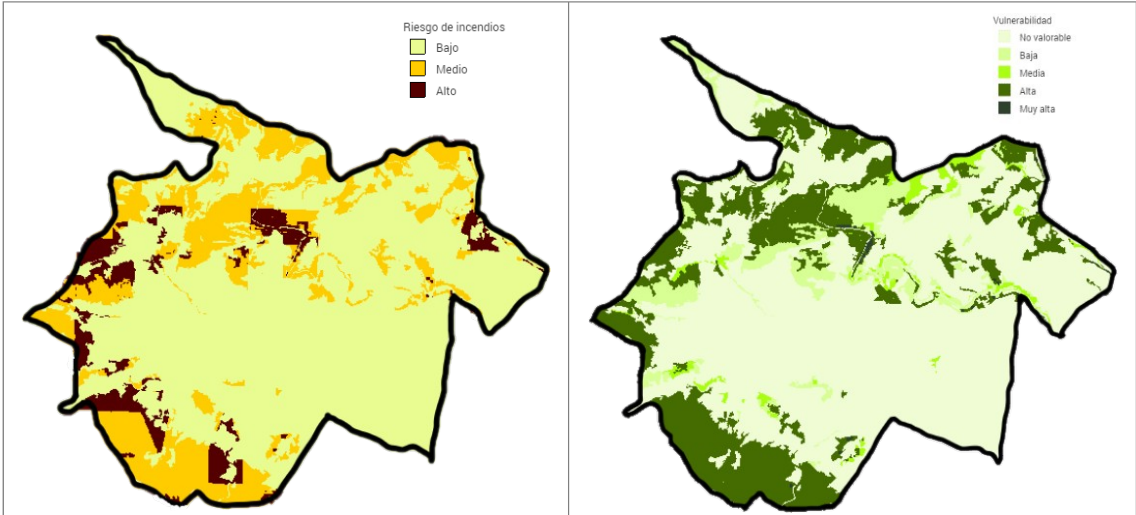 Riesgo de incendios
Bajo
Medio
Alto
Vulnerabilidad
No valorable
Baja
Media
Alta
Muy alta